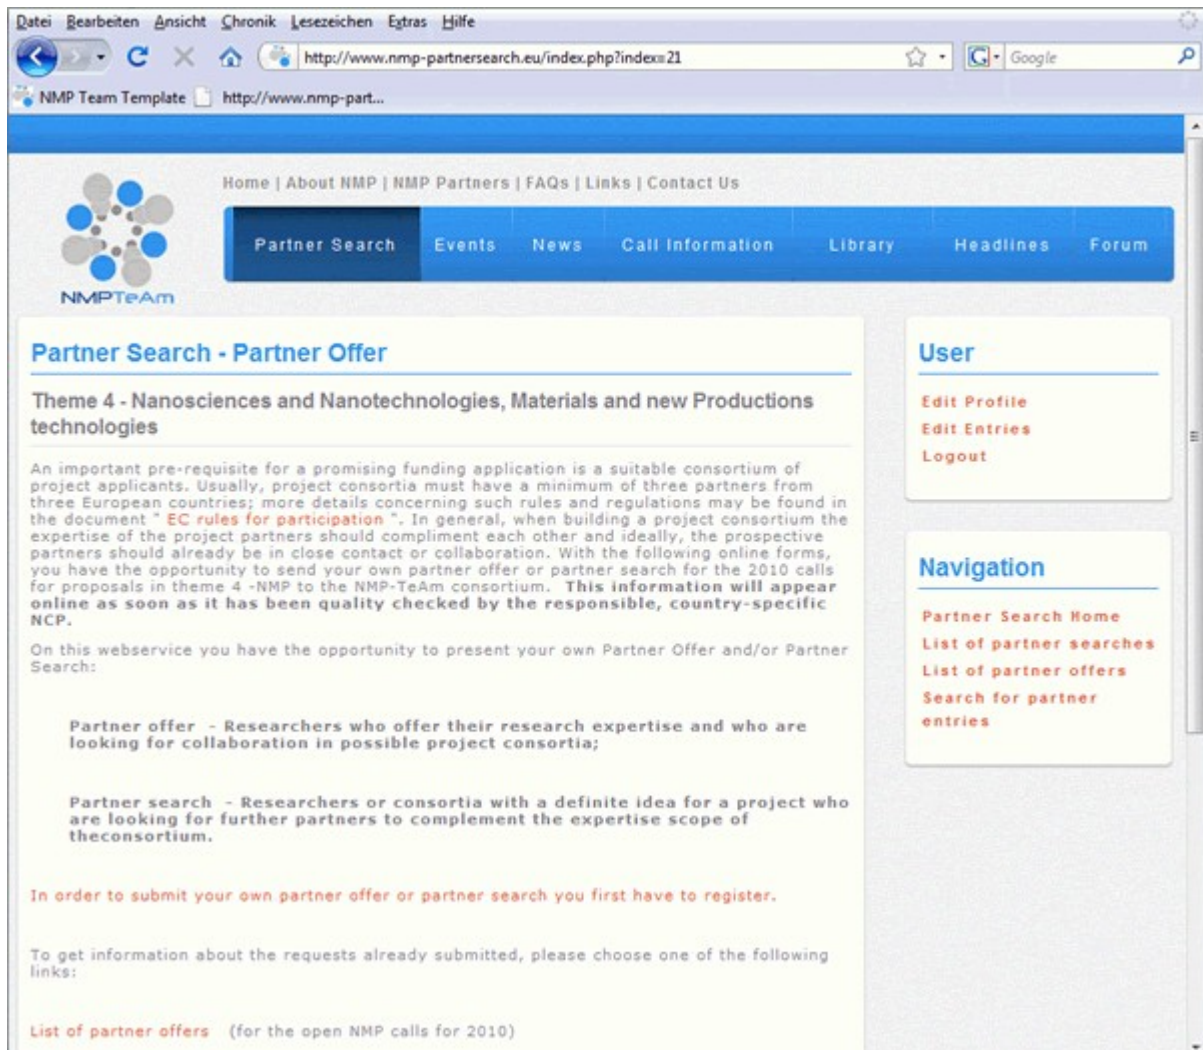 Datei Bearbeiten Ansicht Chronik Lesezeichen Extras Hilfe
http://www.nmp-partnersearch.eu/index.php?index=21
Google
NMP Team Template http://www.nmp-part...
Home | About NMP | NMP Partners | FAQs | Links | Contact Us
Partner Search Events News Call Information Library Headlines Forum
NMPTeAm
Partner Search - Partner Offer
Theme 4 - Nanosciences and Nanotechnologies, Materials and new Productions
technologies
An important pre-requisite for a promising funding application is a suitable consortium of
project applicants. Usually, project consortia must have a minimum of three partners from
three European countries; more details concerning such rules and regulations may be found in
the document " EC rules for participation ". In general, when building a project consortium the
expertise of the project partners should compliment each other and ideally, the prospective
partners should already be in close contact or collaboration. With the following online forms,
you have the opportunity to send your own partner offer or partner search for the 2010 calls
for proposals in theme 4 -NMP to the NMP-TeAm consortium. This information will appear
online as soon as it has been quality checked by the responsible, country-specific
NCP.
On this webservice you have the opportunity to present your own Partner Offer and/or Partner
Search:
Partner offer - Researchers who offer their research expertise and who are
looking for collaboration in possible project consortia;
Partner search - Researchers or consortia with a definite idea for a project who
are looking for further partners to complement the expertise scope of
theconsortium.
In order to submit your own partner offer or partner search you first have to register.
To get information about the requests already submitted, please choose one of the following
links:
List of partner offers (for the open NMP calls for 2010)
User
Edit Profile
Edit Entries
Logout
Navigation
Partner Search Home
List of partner searches
List of partner offers
Search for partner
entries